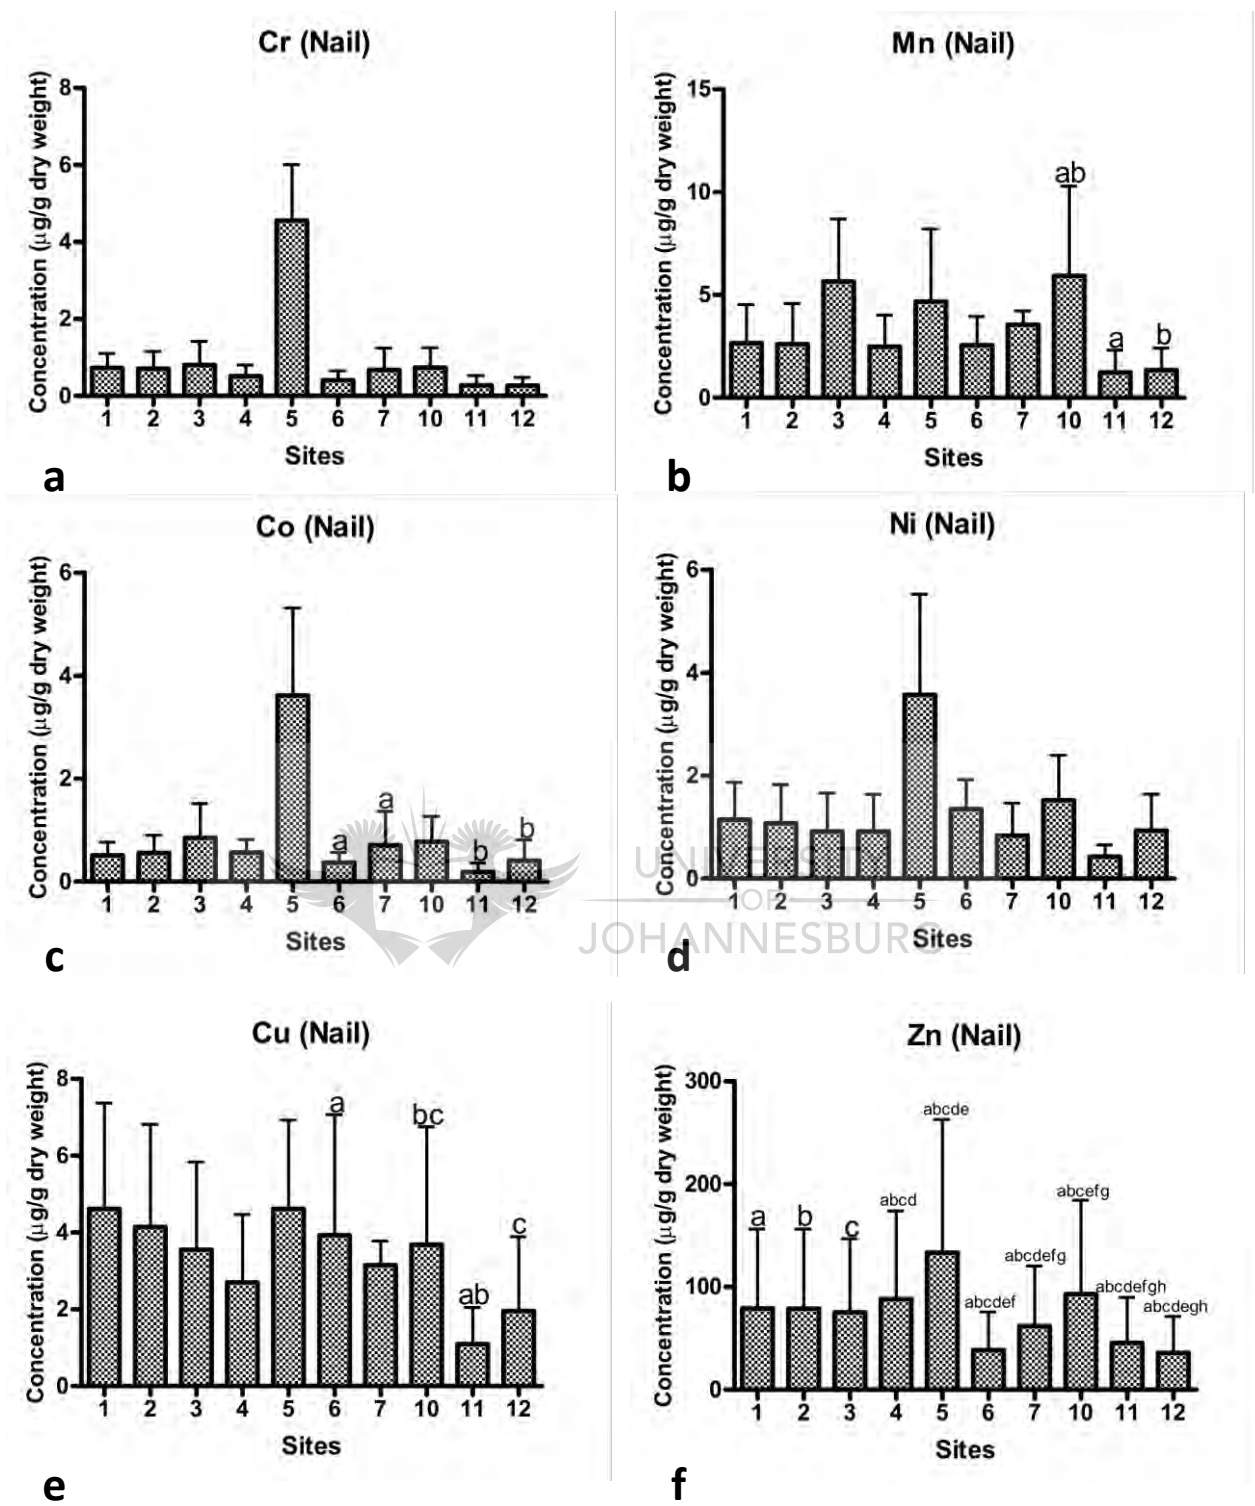 Cr (Nail)
Concentration (µg/g dry weight)
8
6
4
2
0
1 2 3 4 5 6 7 10 11 12
Sites
a
Mn (Nail)
Concentration (µg/g dry weight)
15
10
5
0
ab
a
b
1 2 3 4 5 6 7 10 11 12
Sites
b
Co (Nail)
Concentration (µg/g dry weight)
6
4
2
0
a
a
b
b
1 2 3 4 5 6 7 10 11 12
Sites
c
Ni (Nail)
Concentration (µg/g dry weight)
6
4
2
0
1 2 3 4 5 6 7 10 11 12
Sites
d
UNIVERSITY
OF
JOHANNESBURG
Cu (Nail)
Concentration (µg/g dry weight)
8
6
4
2
0
a
bc
ab
c
1 2 3 4 5 6 7 10 11 12
Sites
e
Zn (Nail)
Concentration (µg/g dry weight)
300
200
100
0
a
b
c
abcd
abcde
abcdef
abcdefg
abcefg
abcdefgh
abcdegh
1 2 3 4 5 6 7 10 11 12
Sites
f